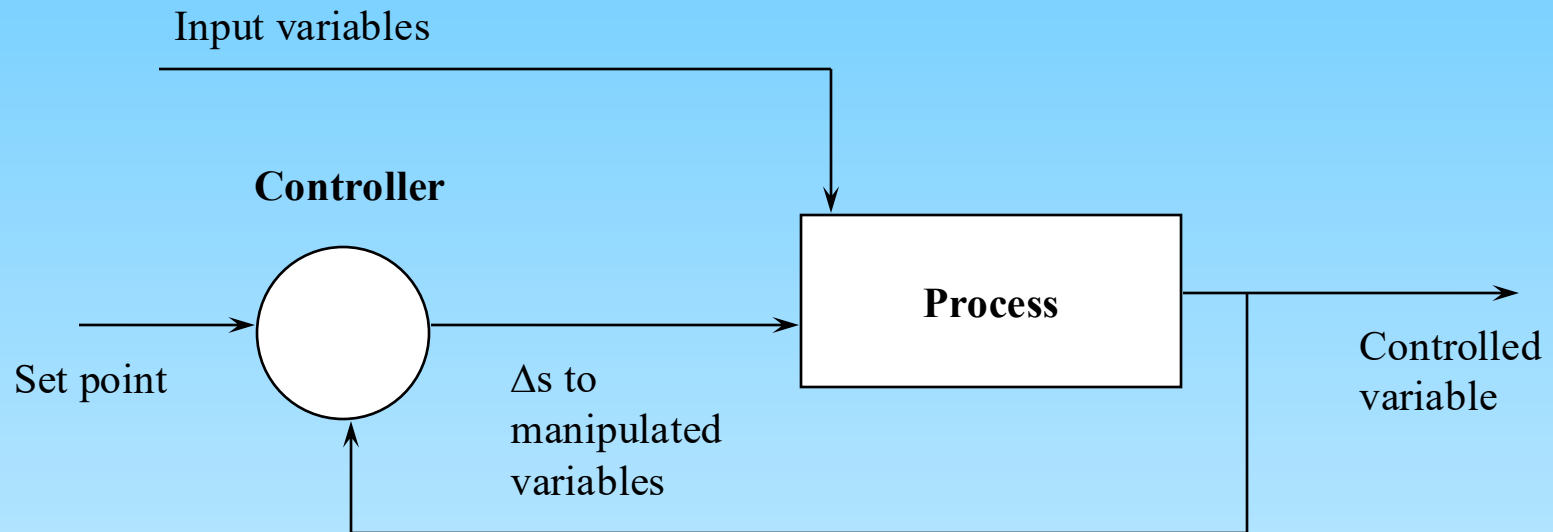 Input variables
Controller
Process
Set point
Δs to
manipulated
variables
Controlled
variable